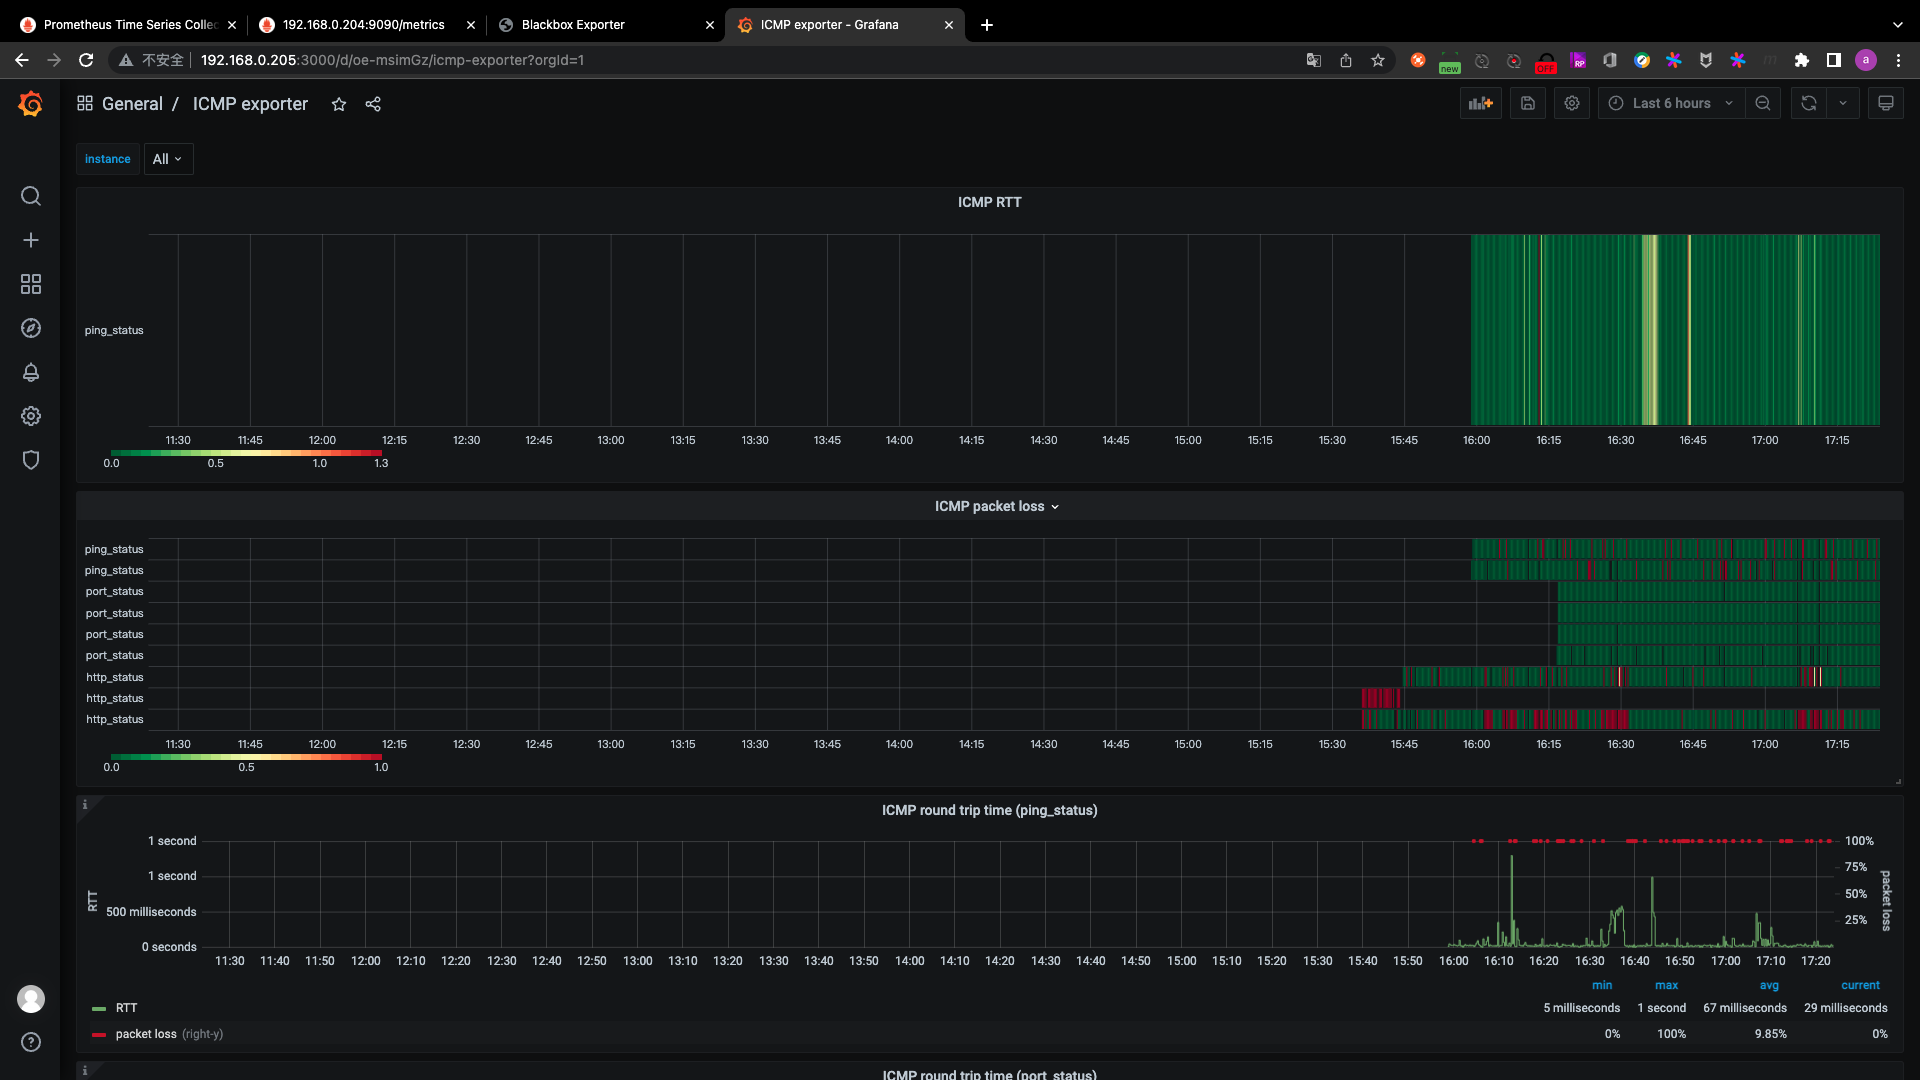 Prometheus Time Series Collec
192.168.0.204:9090/metrics
Blackbox Exporter
ICMP exporter - Grafana
不安全
192.168.0.205:3000/d/oe-msimGz/icmp-exporter?orgId=1
new
OFF
RP
a
General / ICMP exporter
Last 6 hours
instance
All
ICMP RTT
ping_status
11:30 11:45 12:00 12:15 12:30 12:45 13:00 13:15 13:30 13:45 14:00 14:15 14:30 14:45 15:00 15:15 15:30 15:45 16:00 16:15 16:30 16:45 17:00 17:15
0.0 0.5 1.0 1.3
ICMP packet loss
ping_status
ping_status
port_status
port_status
port_status
port_status
http_status
http_status
http_status
11:30 11:45 12:00 12:15 12:30 12:45 13:00 13:15 13:30 13:45 14:00 14:15 14:30 14:45 15:00 15:15 15:30 15:45 16:00 16:15 16:30 16:45 17:00 17:15
0.0 0.5 1.0
i
ICMP round trip time (ping_status)
RTT
1 second
1 second
500 milliseconds
0 seconds
100%
75%
50%
25%
packet loss
11:30 11:40 11:50 12:00 12:10 12:20 12:30 12:40 12:50 13:00 13:10 13:20 13:30 13:40 13:50 14:00 14:10 14:20 14:30 14:40 14:50 15:00 15:10 15:20 15:30 15:40 15:50 16:00 16:10 16:20 16:30 16:40 16:50 17:00 17:10 17:20
min max avg current
RTT 5 milliseconds 1 second 67 milliseconds 29 milliseconds
packet loss (right-y) 0% 100% 9.85% 0%
i
ICMP round trip time (port_status)